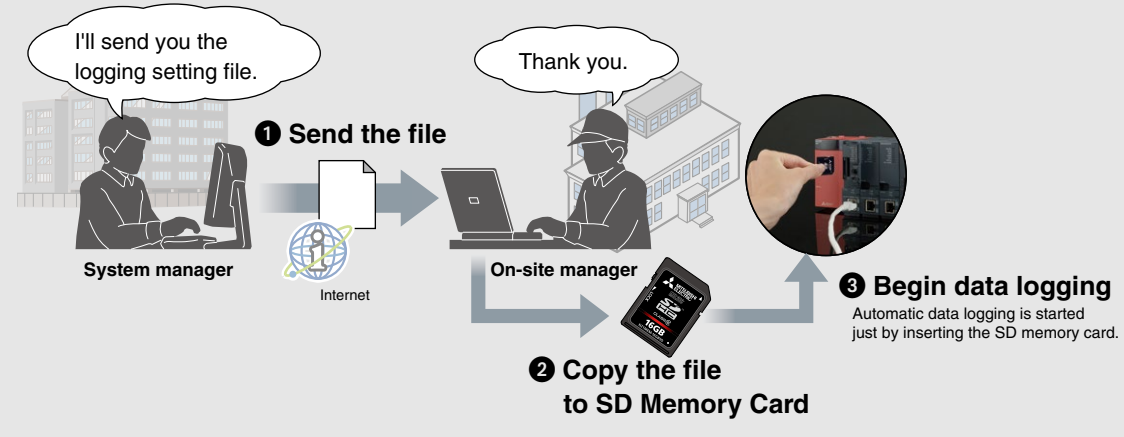 I'll send you the
logging setting file.
Thank you.
❶ Send the file
System manager
Internet
On-site manager
MITSUBISHI
ELECTRIC
16GB
❷ Copy the file
to SD Memory Card
❸ Begin data logging
Automatic data logging is started
just by inserting the SD memory card.